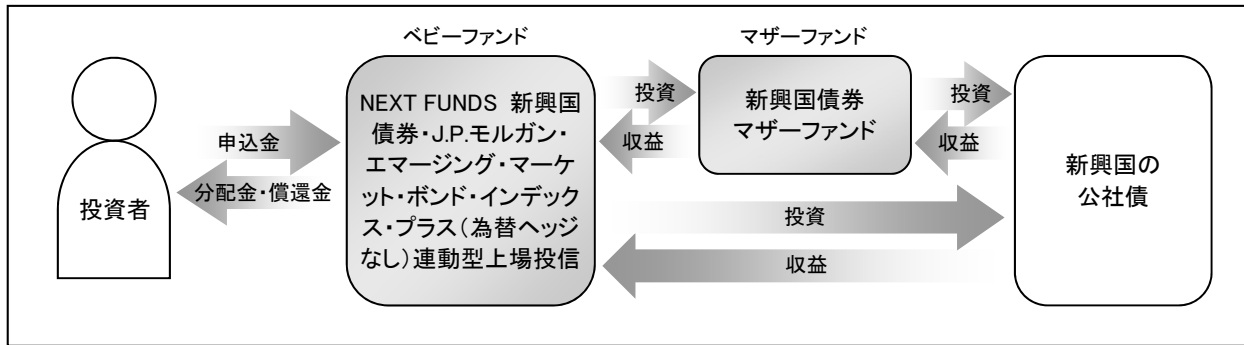 ベビーファンド
マザーファンド
投資者
申込金
分配金・償還金
NEXT FUNDS 新興国
債券・J.P.モルガン・
エマージング・マーケ
ット・ボンド・インデック
ス・プラス（為替ヘッジ
なし）連動型上場投信
投資
収益
新興国債券
マザーファンド
投資
収益
投資
収益
新興国の
公社債